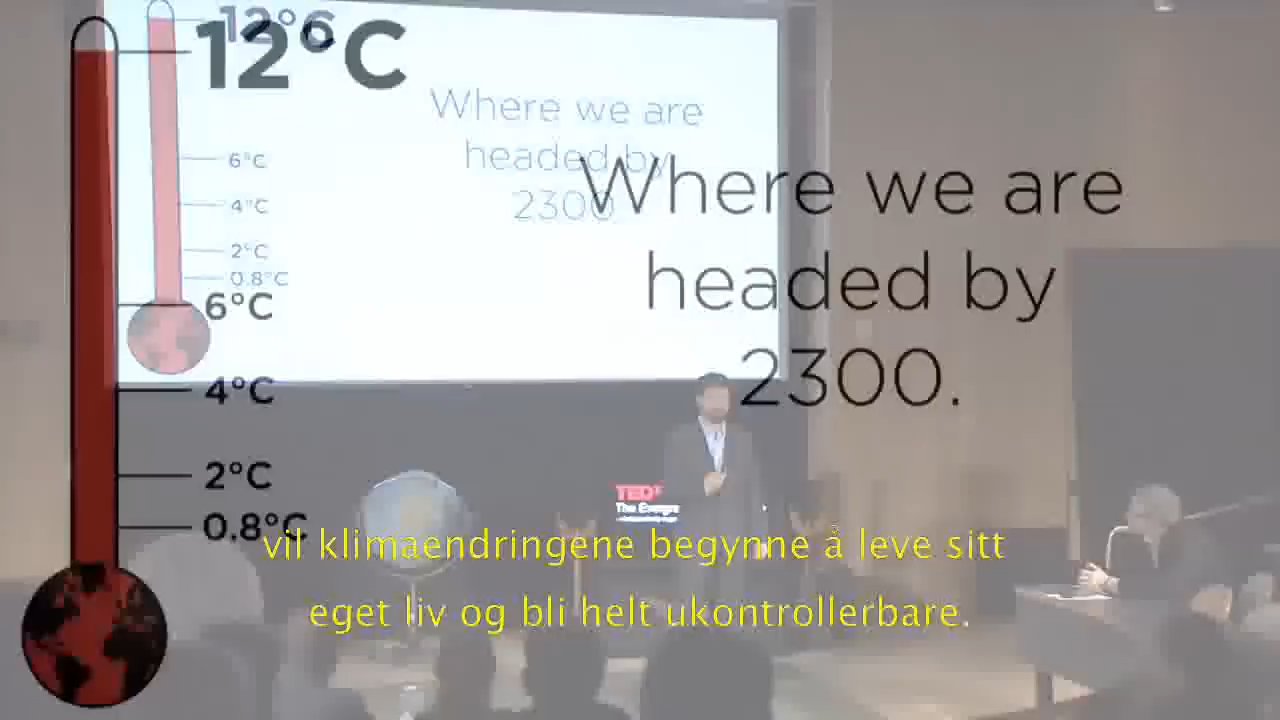 12°C
12°C
Where we are
headed by
2300.
6°C
4°C
2°C
0.8°C
Where we are
headed by
2300.
6°C
4°C
2°C
0.8°C
TEDx
vil klimaendringene begynne å leve sitt
eget liv og bli helt ukontrollerbare.